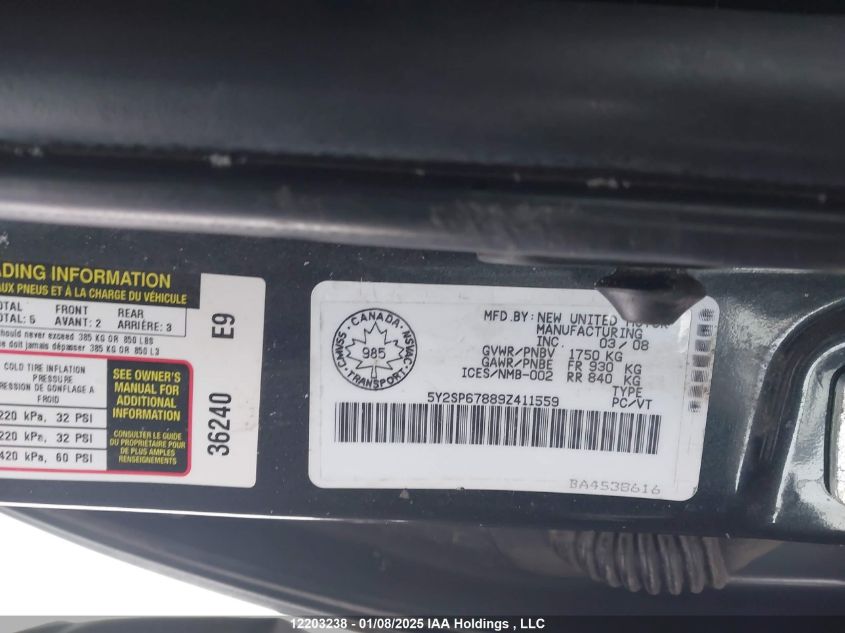 ADING INFORMATION
AUX PNEUS ET À LA CHARGE DU VÉHICULE
OTAL FRONT REAR
OTAL: 5 AVANT: 2 ARRIÈRE: 3
hould never exceed 385 KG OR 850 LBS
e doit jamais dépasser 385 KG OR 850 L3
COLD TIRE INFLATION
PRESSURE
RESSION DE GONFLAGE A
FROID
220 kPa, 32 PSI
220 kPa, 32 PSI
420 kPa, 60 PSI
SEE OWNER'S
MANUAL FOR
ADDITIONAL
INFORMATION
CONSULTER LE GUIDE
DU PROPRIETAIRE POUR
DE PLUS AMPLES
RENSEIGNEMENTS
36240 E9
CANADA
CMVSS NSVAC
985
TRANSPORT
MFD.BY: NEW UNITED MOTOR
MANUFACTURING
INC. 03/08
GVWR/PNBV 1750 KG
GAWR/PNBE FR 930 KG
ICES/NMB-002 RR 840 KG
5Y2SP67889Z411559 TYPE
PC/VT
BA4538616
12203238 - 01/08/2025 IAA Holdings , LLC